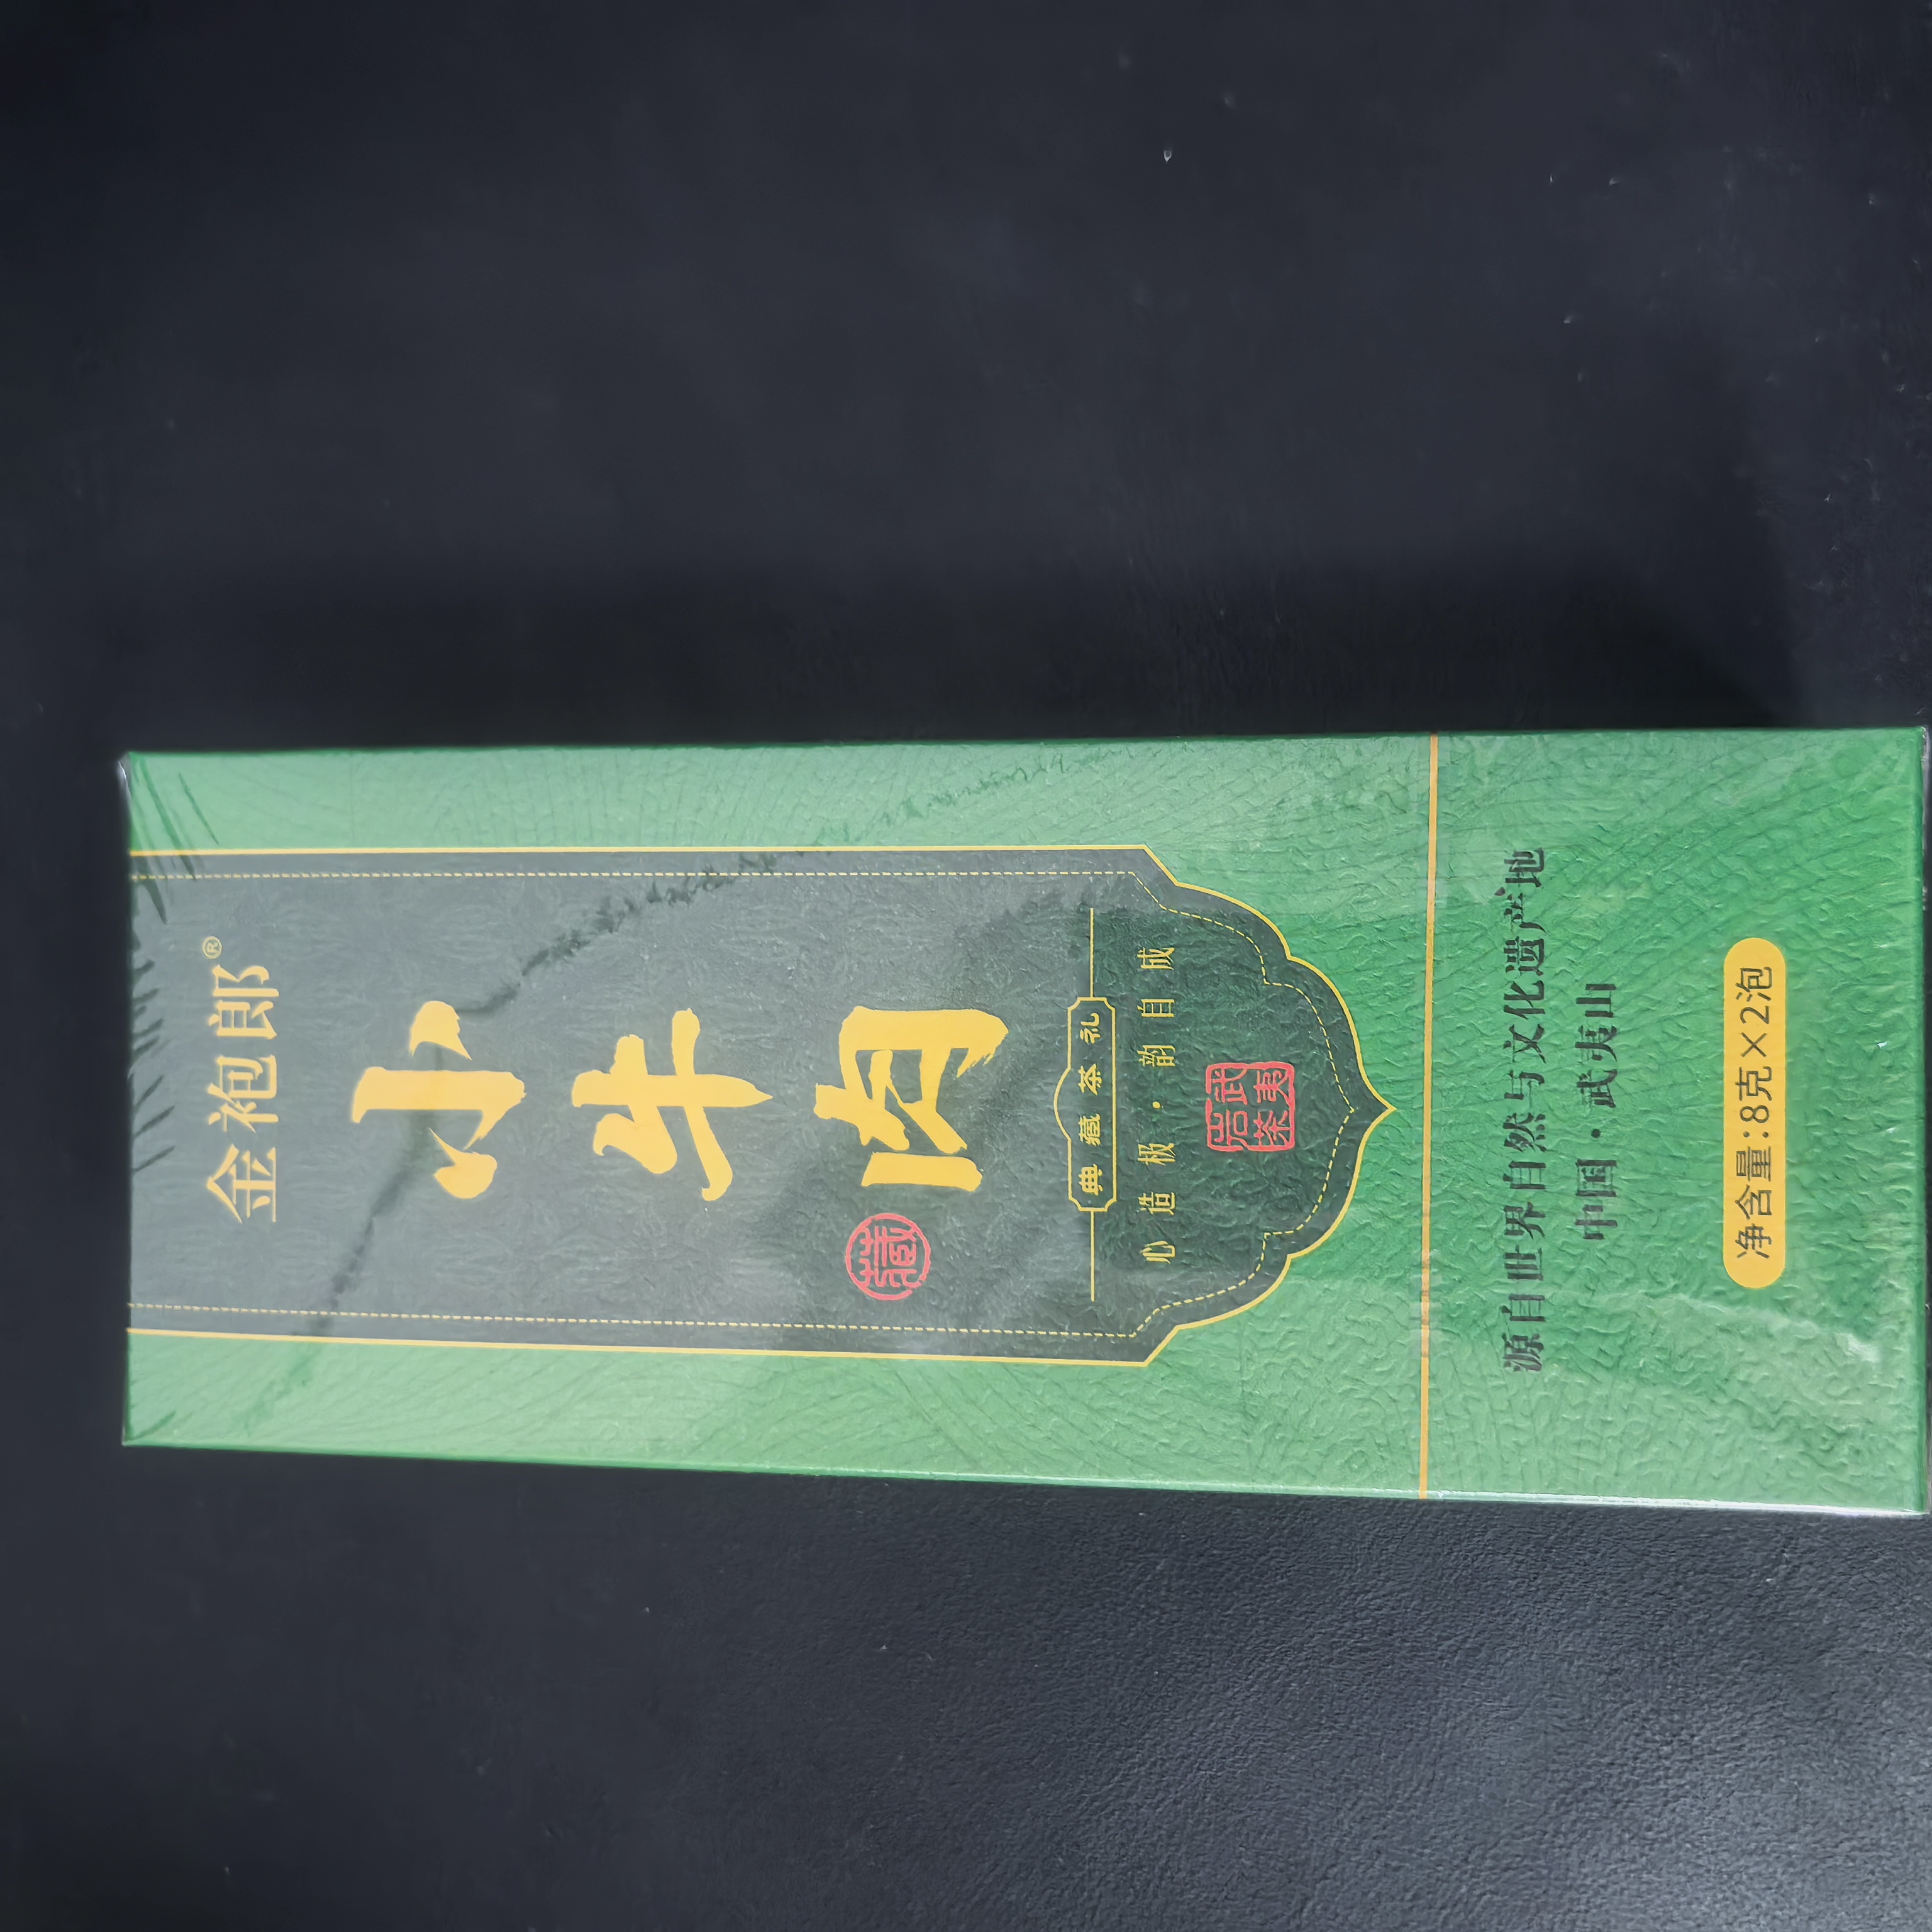 金袍郎®
小牛肉
藏
典藏茶礼
心造极·韵自成
武夷
岩茶
源自世界自然与文化遗产地
中国·武夷山
净含量:8克×2泡